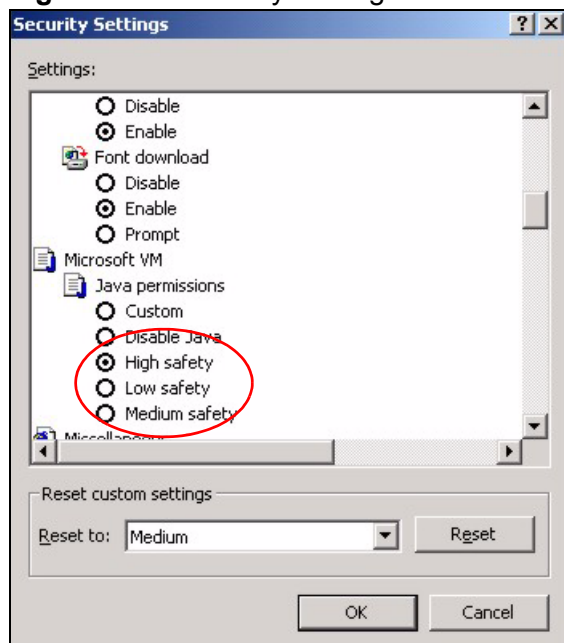 Security Settings
Settings:
Disable
Enable
Font download
Disable
Enable
Prompt
Microsoft VM
Java permissions
Custom
Disable Java
High safety
Low safety
Medium safety
Reset custom settings
Reset to: Medium Reset
OK Cancel